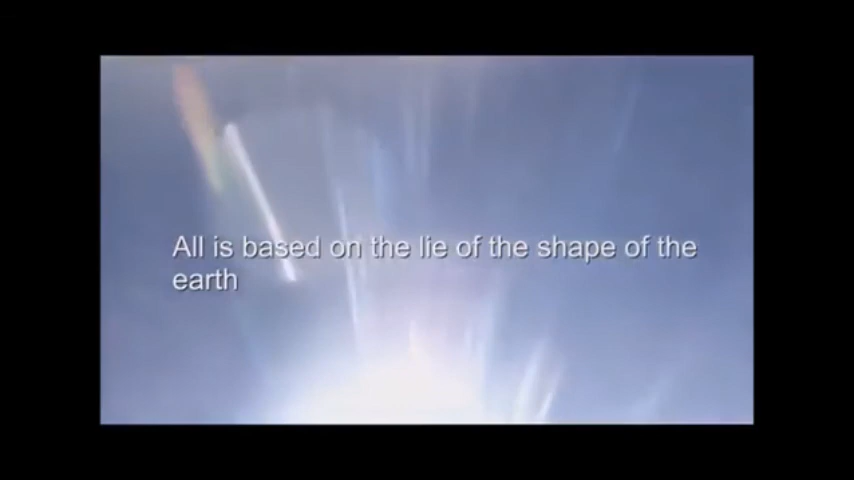 All is based on the lie of the shape of the
earth